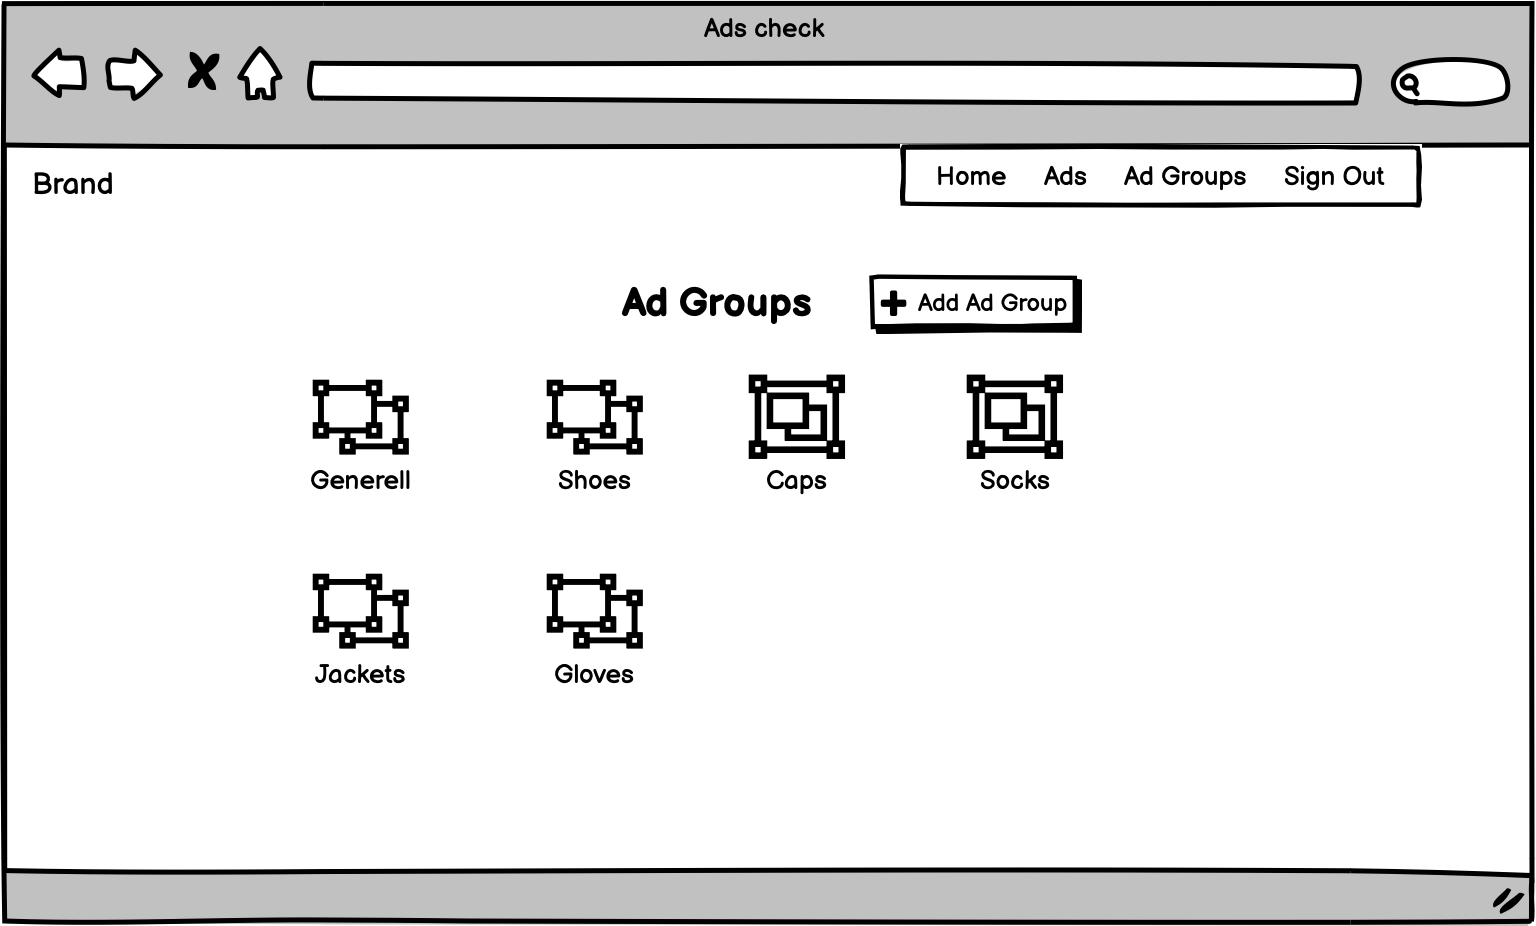 Ads check
Brand
Home Ads Ad Groups Sign Out
Ad Groups
Add Ad Group
Generell Shoes Caps Socks
Jackets Gloves